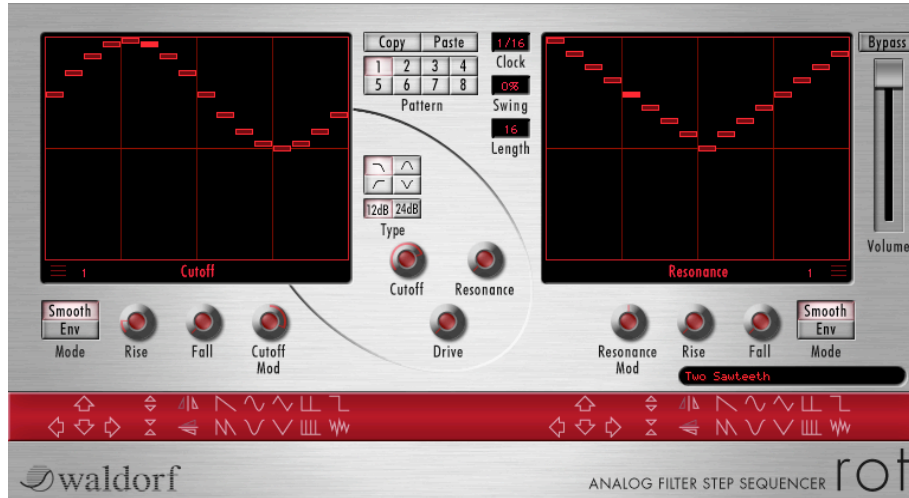 Copy Paste
1/16
Bypass
1 2 3 4
Clock
5 6 7 8
0%
Pattern
Swing
16
Length
12dB 24dB
Type
Volume
1 Cutoff
Resonance 1
Cutoff Resonance
Smooth
Env
Mode Rise Fall Cutoff Mod
Drive
Resonance Mod Rise Fall
Smooth
Env
Mode
Two Sawteeth
waldorf
ANALOG FILTER STEP SEQUENCER rot